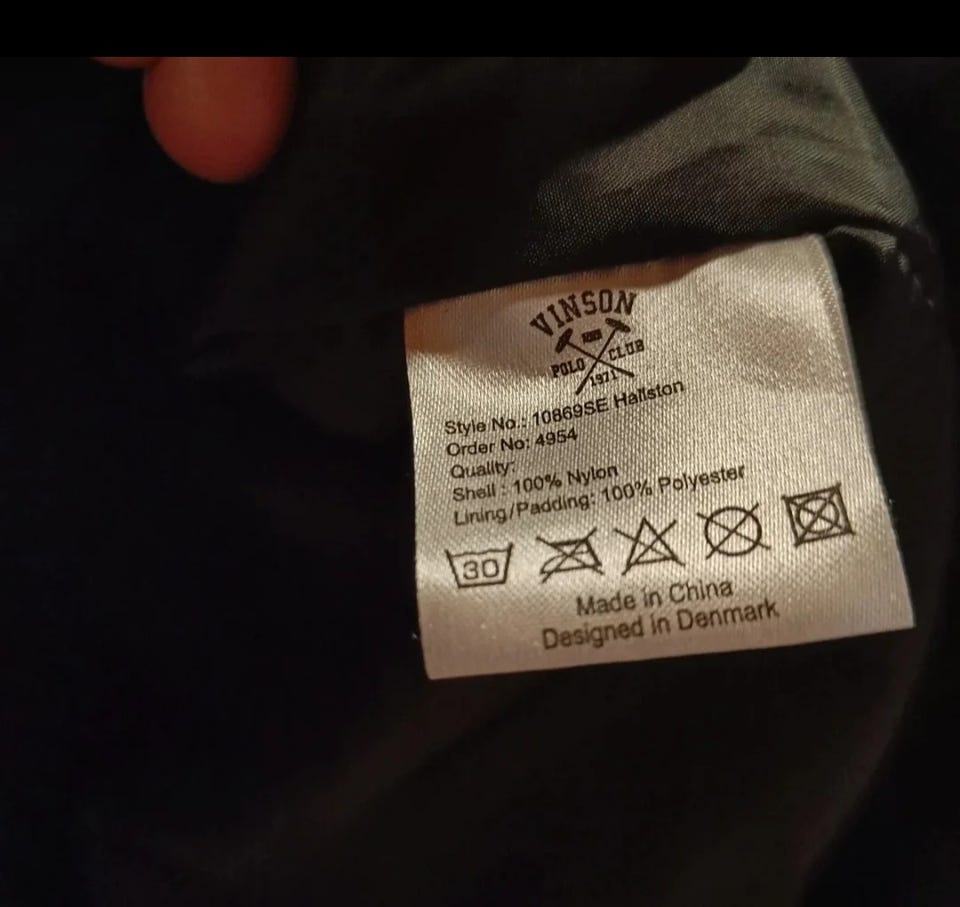 VINSON
POLO CLUB
1971
Style No.: 10869SE Hallston
Order No: 4954
Quality:
Shell : 100% Nylon
Lining/Padding: 100% Polyester
30
Made in China
Designed in Denmark